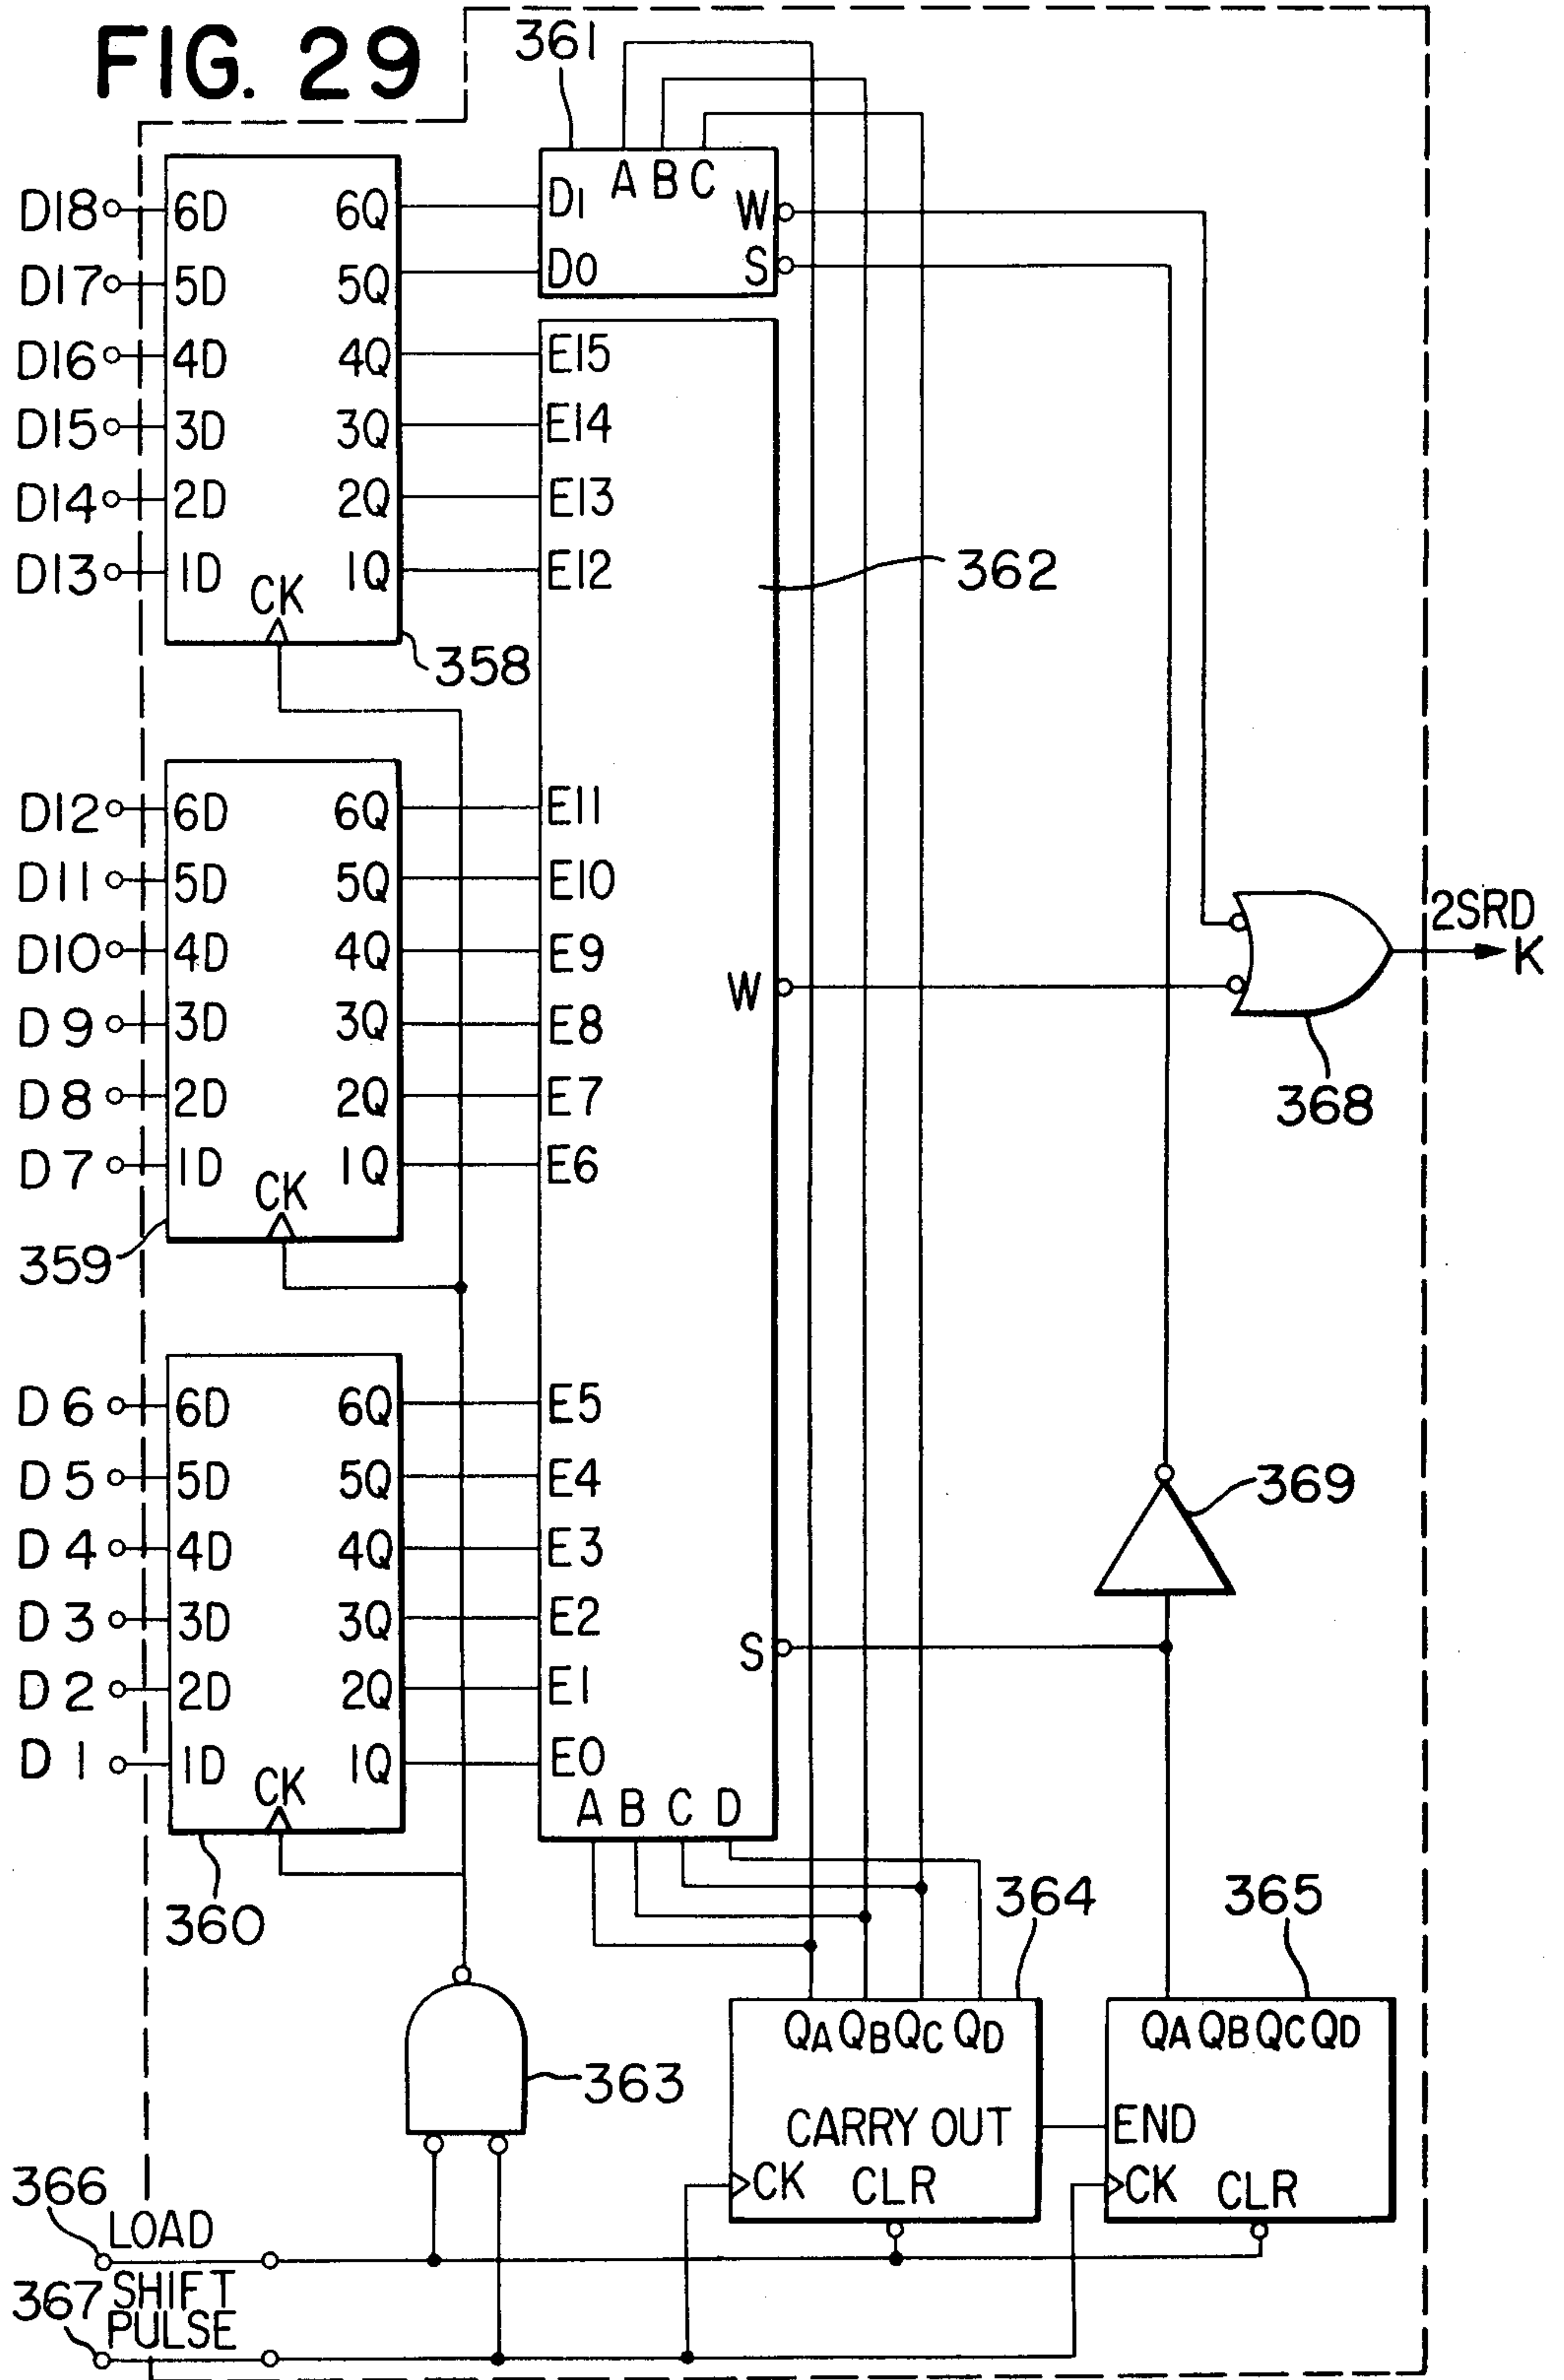 FIG. 29
361
A B C
D18 6D 6Q D1 W
D17 5D 5Q D0 S
D16 4D 4Q E15
D15 3D 3Q E14
D14 2D 2Q E13
D13 1D 1Q E12
CK
362
358
D12 6D 6Q E11
D11 5D 5Q E10
D10 4D 4Q E9
D9 3D 3Q E8
D8 2D 2Q E7
D7 1D 1Q E6
CK
W
2SRD
K
368
359
D6 6D 6Q E5
D5 5D 5Q E4
D4 4D 4Q E3
D3 3D 3Q E2
D2 2D 2Q E1
D1 1D 1Q E0
CK
369
S
A B C D
360
364
365
QA QB QC QD
QA QB QC QD
363
CARRY OUT
END
CK
CLR
CK
CLR
366
LOAD
367
SHIFT
PULSE